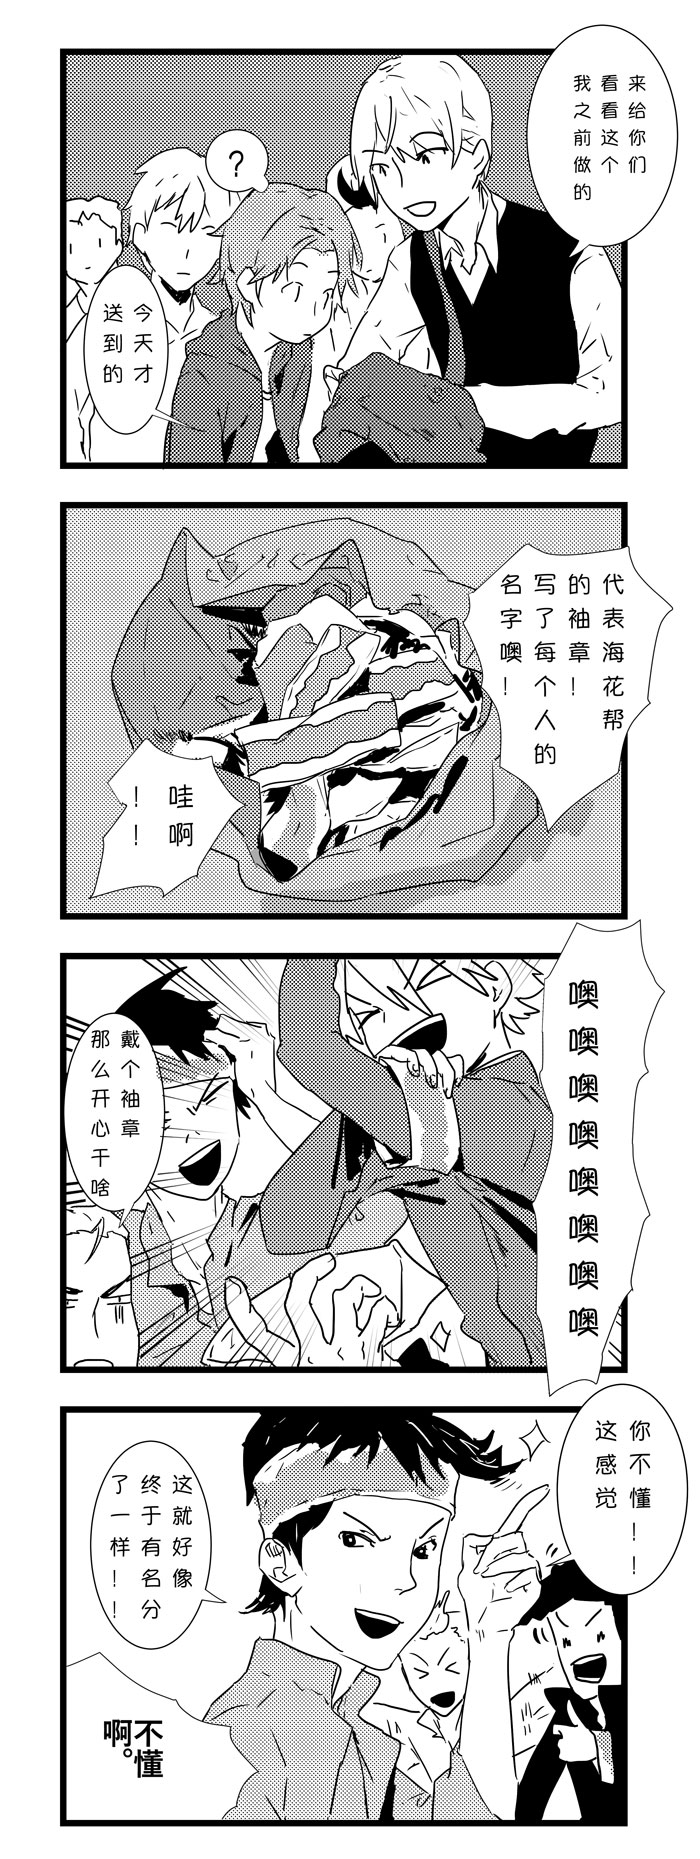 来给你们
看看这个
我之前做的
?
今天才
送到的
代表海花帮
的袖章!
写了每个人的
名字噢!
哇啊
!!
噢噢噢噢噢噢噢噢
戴个袖章
那么开心干啥
你不懂!!
这感觉
这就好像
终于有名分
了一样!!
不懂
啊。